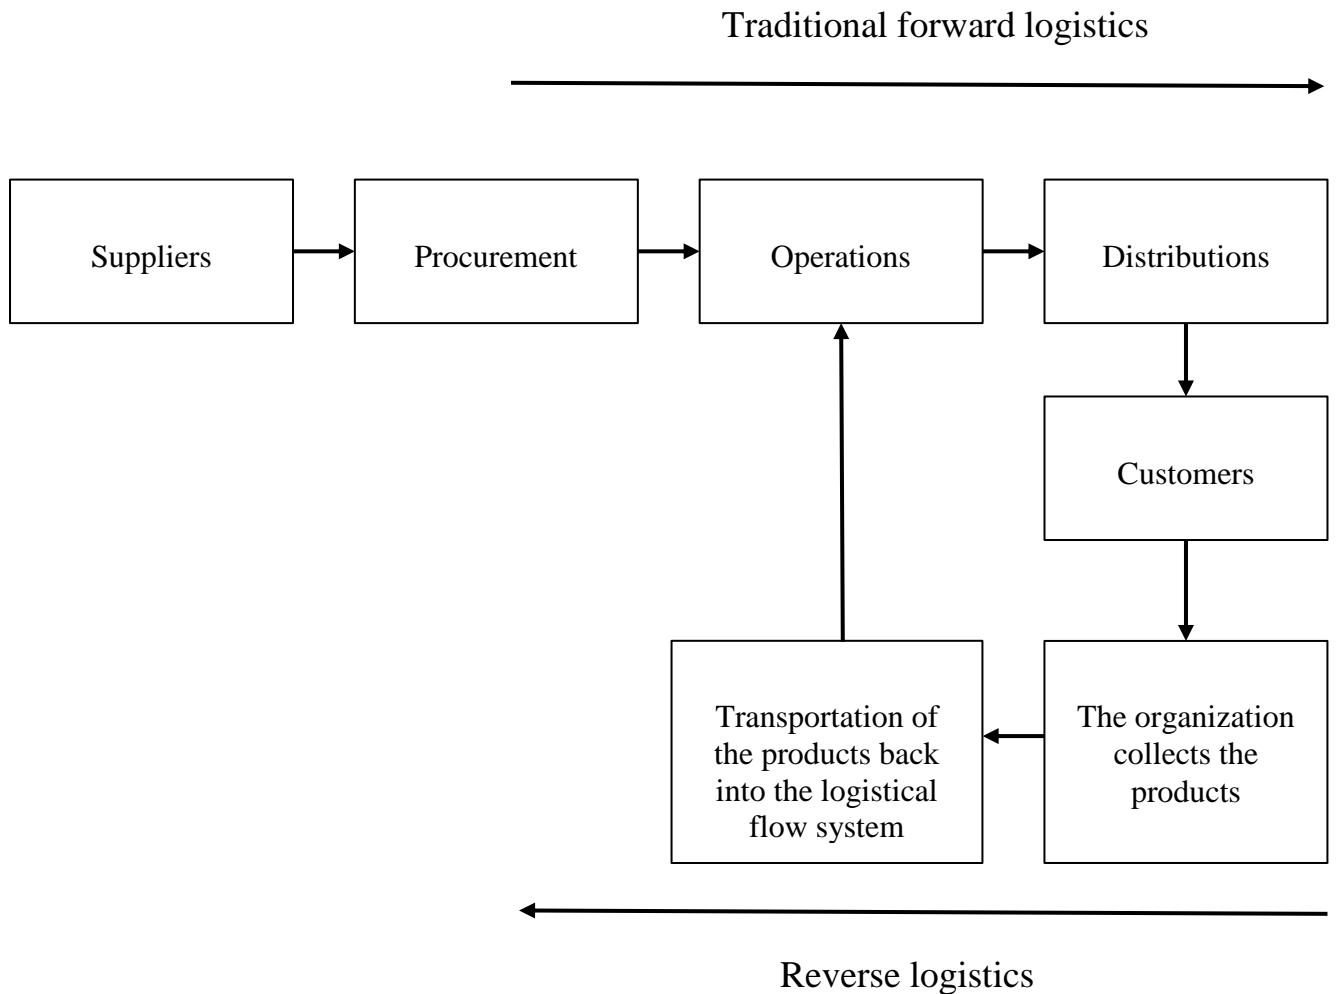 Traditional forward logistics
Suppliers
Procurement
Operations
Distributions
Customers
Transportation of
the products back
into the logistical
flow system
The organization
collects the
products
Reverse logistics